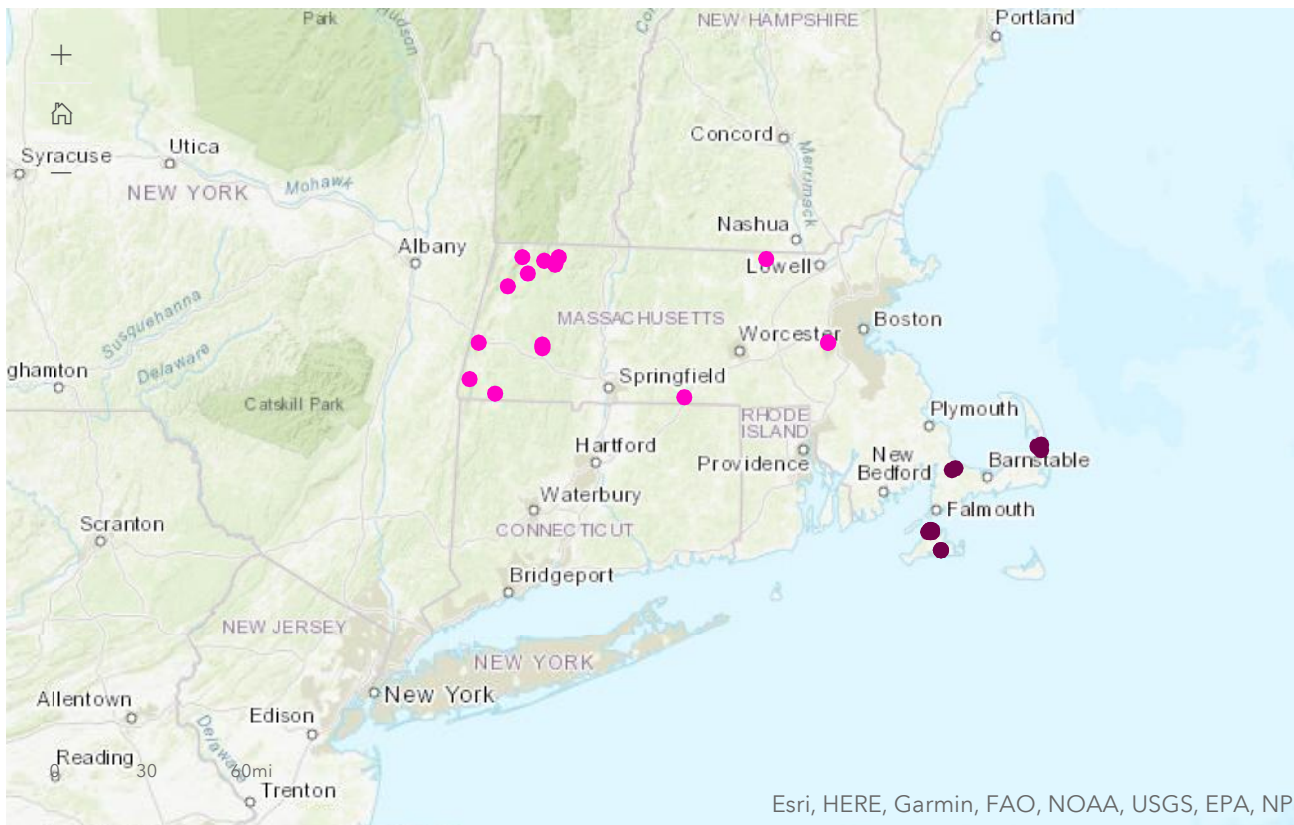 Park
Hudson
Co
NEW HAMPSHIRE
Portland
+
Concord
Merrimack
Syracuse
Utica
NEW YORK
Mohawk
Nashua
Albany
Lowell
Susquehanna
Delaware
MASSACHUSETTS
Worcester
Boston
ghamton
Springfield
Catskill Park
RHODE
ISLAND
Plymouth
Hartford
Providence
New
Bedford
Barnstable
Waterbury
Falmouth
Scranton
CONNECTICUT
Bridgeport
NEW JERSEY
NEW YORK
Allentown
New York
Edison
Delaware
Reading
0 30 60mi
Trenton
Esri, HERE, Garmin, FAO, NOAA, USGS, EPA, NP